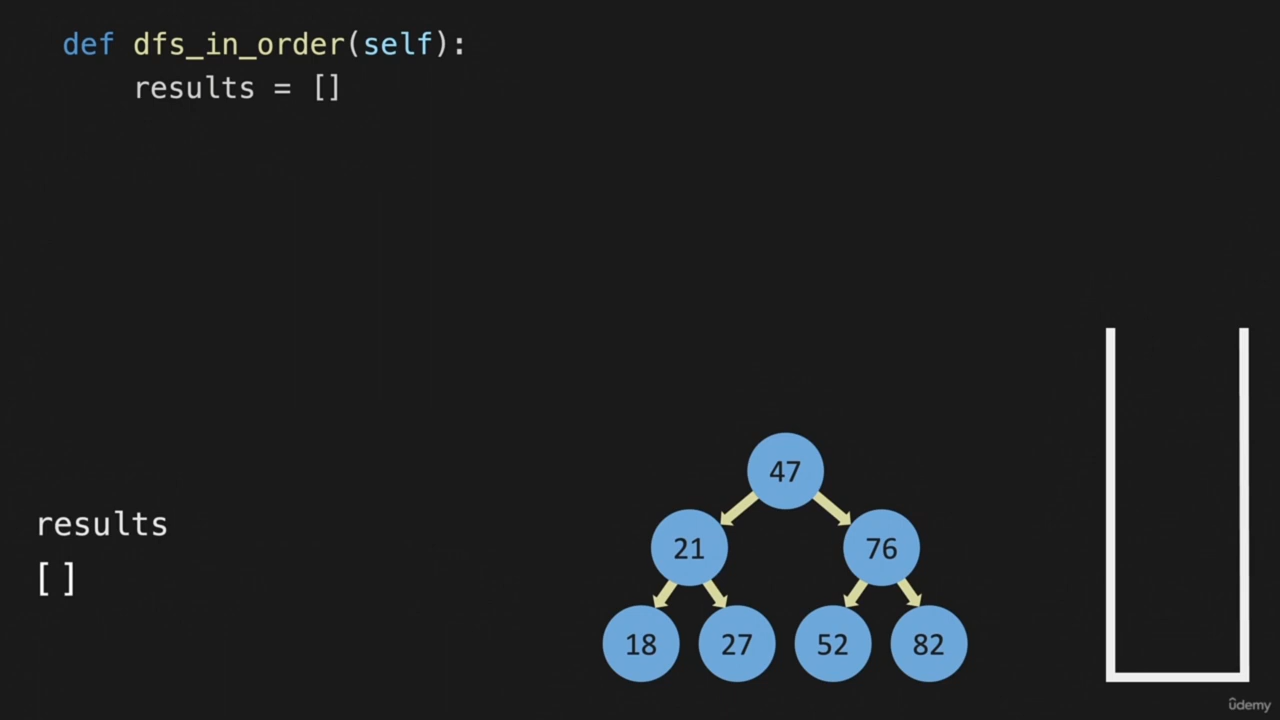 def dfs_in_order(self):
results = []
47
21 76
18 27 52 82
results
[ ]
ûdemy